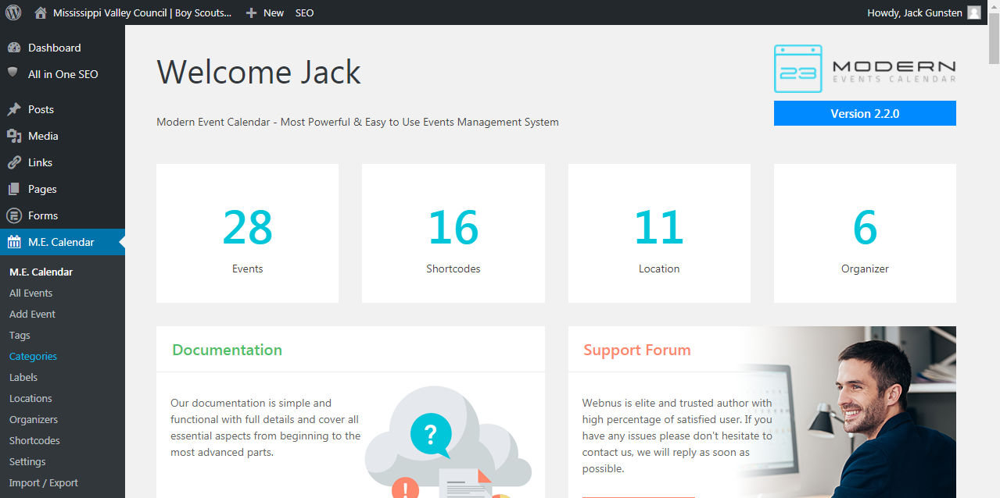 Mississippi Valley Council | Boy Scouts...
New
SEO
Howdy, Jack Gunsten
Dashboard
All in One SEO
Posts
Media
Links
Pages
Forms
M.E. Calendar
M.E. Calendar
All Events
Add Event
Tags
Categories
Labels
Locations
Organizers
Shortcodes
Settings
Import / Export
Welcome Jack
Modern Event Calendar - Most Powerful & Easy to Use Events Management System
23
MODERN
EVENTS CALENDAR
Version 2.2.0
28
Events
16
Shortcodes
11
Location
6
Organizer
Documentation
Our documentation is simple and
functional with full details and cover all
essential aspects from beginning to the
most advanced parts.
?
!
Support Forum
Webnus is elite and trusted author with
high percentage of satisfied user. If you
have any issues please don't hesitate to
contact us, we will reply as soon as
possible.